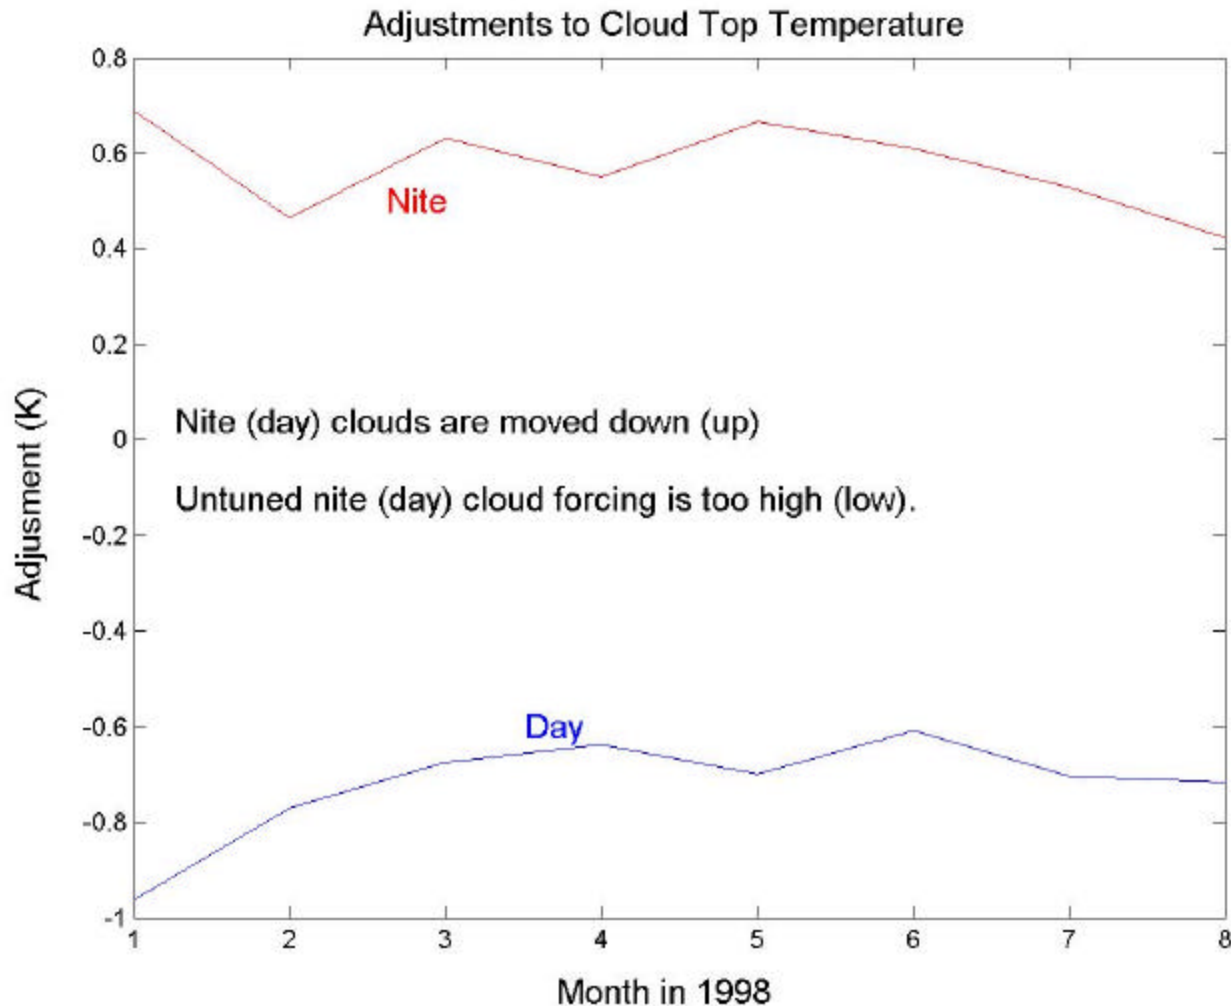 Adjustments to Cloud Top Temperature
0.8
0.6
0.4
0.2
0
-0.2
-0.4
-0.6
-0.8
-1
Adjusment (K)
Nite
Nite (day) clouds are moved down (up)
Untuned nite (day) cloud forcing is too high (low).
Day
1 2 3 4 5 6 7 8
Month in 1998